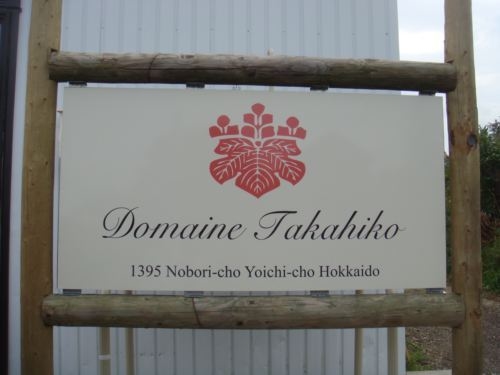 Domaine Takahiko
1395 Nobori-cho Yoichi-cho Hokkaido